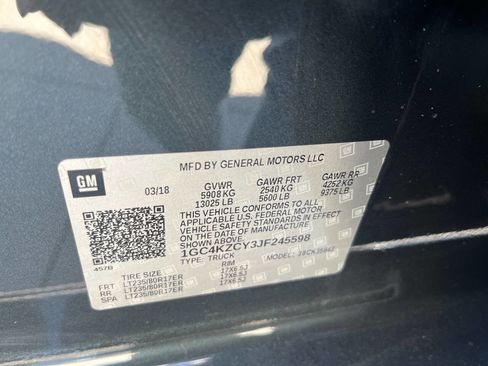 MFD BY GENERAL MOTORS LLC
GM
03/18
GVWR GAWR FRT GAWR RR
5908 KG 2540 KG 4252 KG
13025 LB 5600 LB 9375 LB
THIS VEHICLE CONFORMS TO ALL
APPLICABLE U.S. FEDERAL MOTOR
VEHICLE SAFETY STANDARDS IN
EFFECT ON THE DATE OF
MANUFACTURE SHOWN ABOVE.
1GC4KZCY3JF245598
TYPE: TRUCK
457B
TIRE SIZE RIM
FRT LT235/80R17ER 17X6.5J
RR LT235/80R17ER 17X6.5J
SPA LT235/80R17ER 17X6.5J